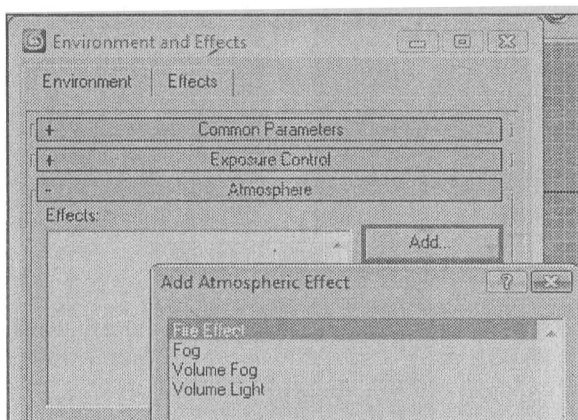 Environment and Effects
Environment
Effects
+ Common Parameters
+ Exposure Control
- Atmosphere
Effects:
Add...
Add Atmospheric Effect
?
Fire Effect
Fog
Volume Fog
Volume Light